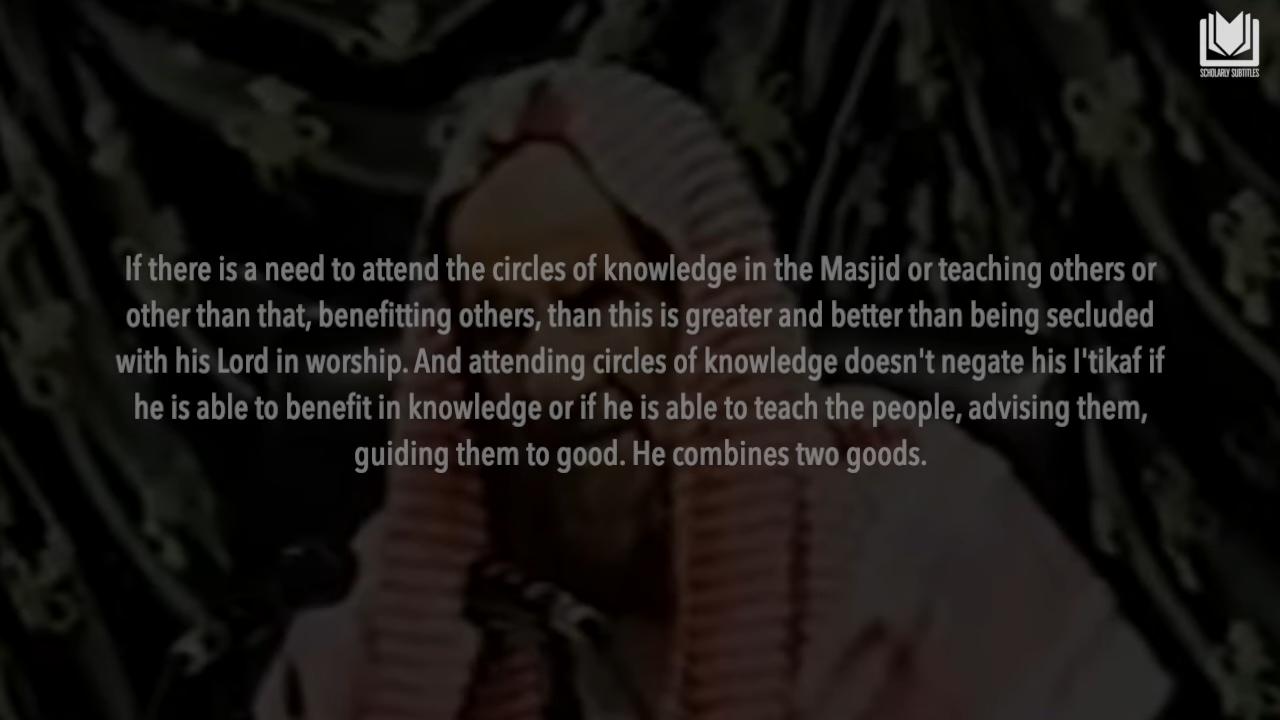 SCHOLARLY SUBTITLES
If there is a need to attend the circles of knowledge in the Masjid or teaching others or
other than that, benefitting others, than this is greater and better than being secluded
with his Lord in worship. And attending circles of knowledge doesn't negate his I'tikaf if
he is able to benefit in knowledge or if he is able to teach the people, advising them,
guiding them to good. He combines two goods.